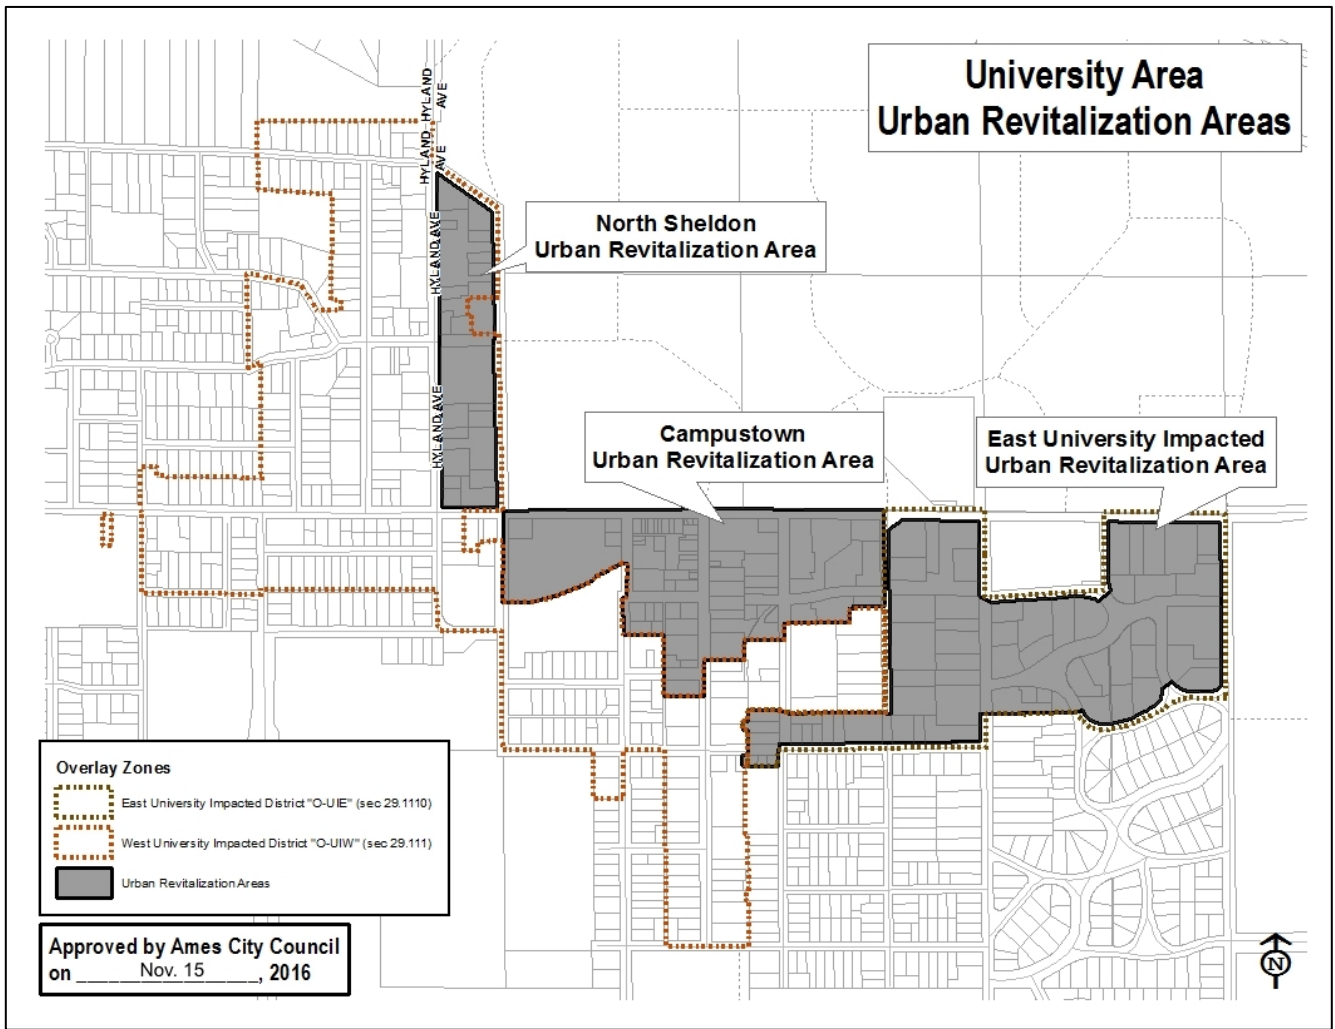 University Area
Urban Revitalization Areas
HYLAND AVE
HYLAND AVE
HYLAND AVE
HYLAND AVE
North Sheldon
Urban Revitalization Area
Campustown
Urban Revitalization Area
East University Impacted
Urban Revitalization Area
Overlay Zones
East University Impacted District "O-UIE" (sec 29.1110)
West University Impacted District "O-UIW" (sec 29.111)
Urban Revitalization Areas
Approved by Ames City Council
on ___Nov. 15___, 2016
N